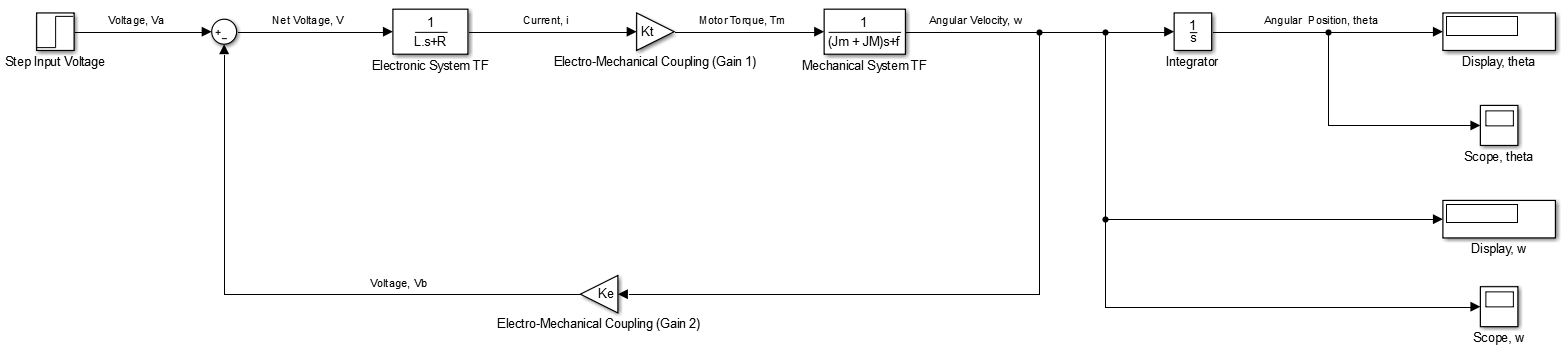 Voltage, Va
Net Voltage, V
Current, i
Motor Torque, Tm
Angular Velocity, w
Angular Position, theta
+
−
1
L.s+R
Kt
1
(Jm + JM)s+f
1
s
Step Input Voltage
Electronic System TF
Electro-Mechanical Coupling (Gain 1)
Mechanical System TF
Integrator
Display, theta
Scope, theta
Display, w
Voltage, Vb
Ke
Electro-Mechanical Coupling (Gain 2)
Scope, w